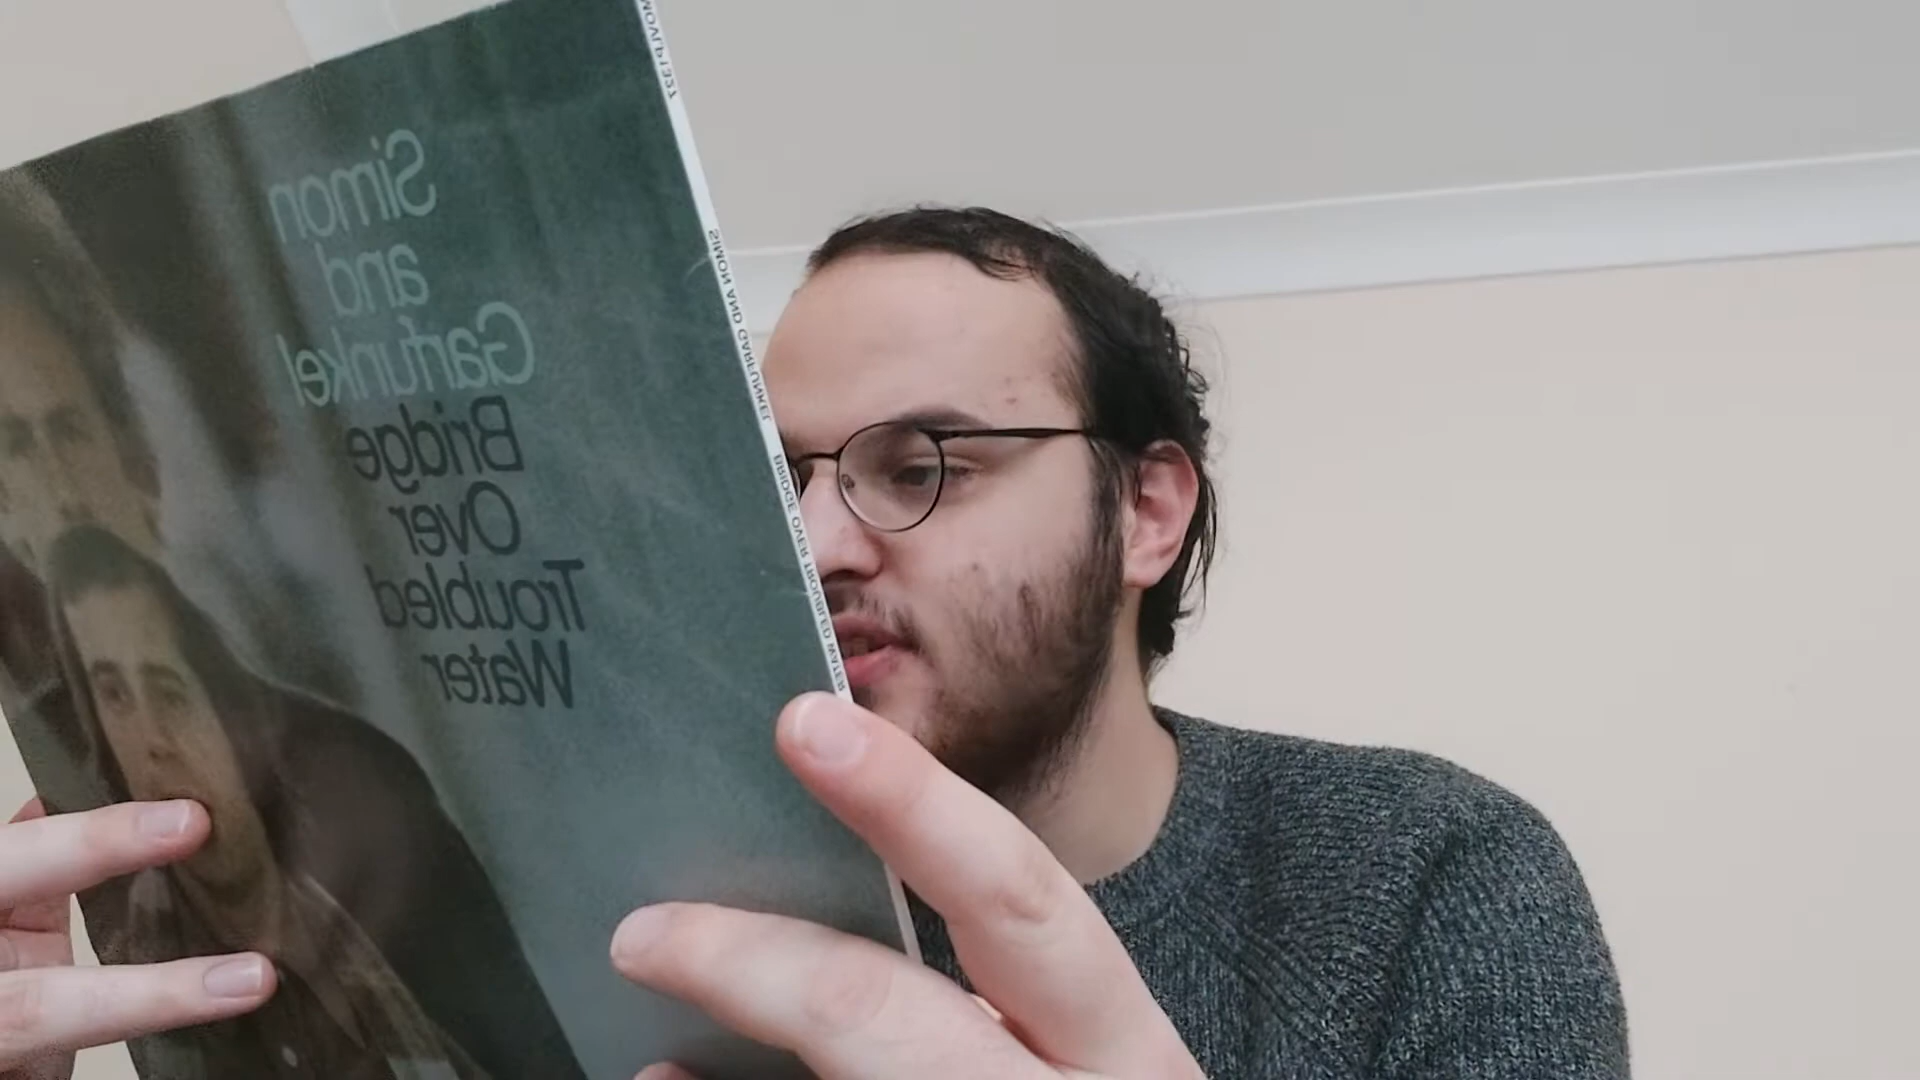 Simon
and
Garfunkel
Bridge
Over
Troubled
Water
SIMON AND GARFUNKEL BRIDGE OVER TROUBLED WATER